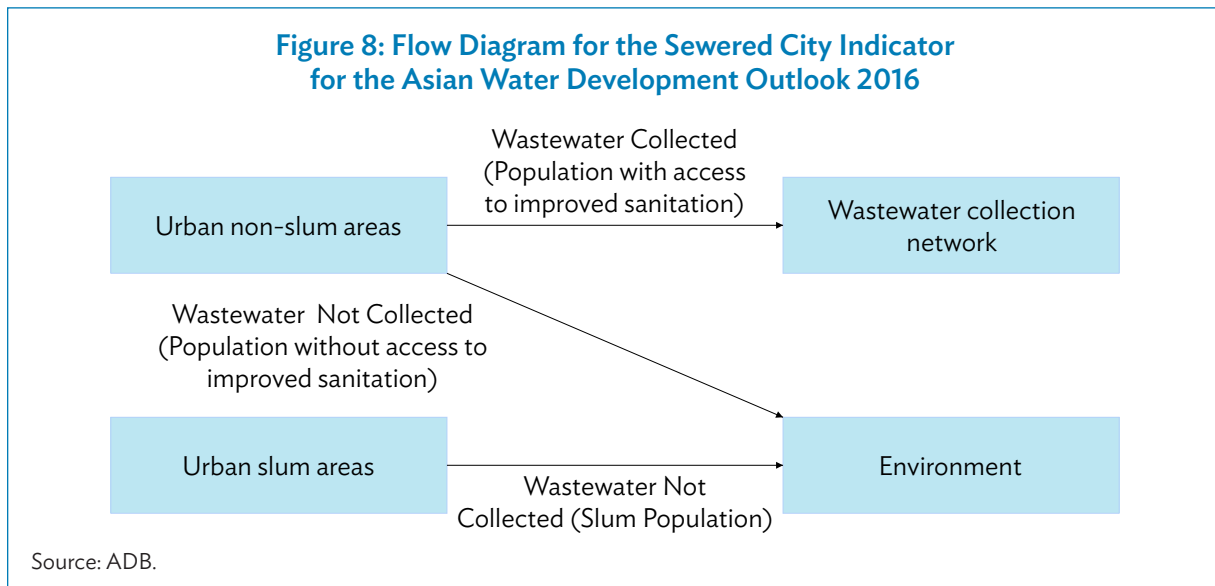 Figure 8: Flow Diagram for the Sewered City Indicator
for the Asian Water Development Outlook 2016
Wastewater Collected
(Population with access
to improved sanitation)
Urban non-slum areas
Wastewater collection
network
Wastewater Not Collected
(Population without access to
improved sanitation)
Urban slum areas
Environment
Wastewater Not
Collected (Slum Population)
Source: ADB.